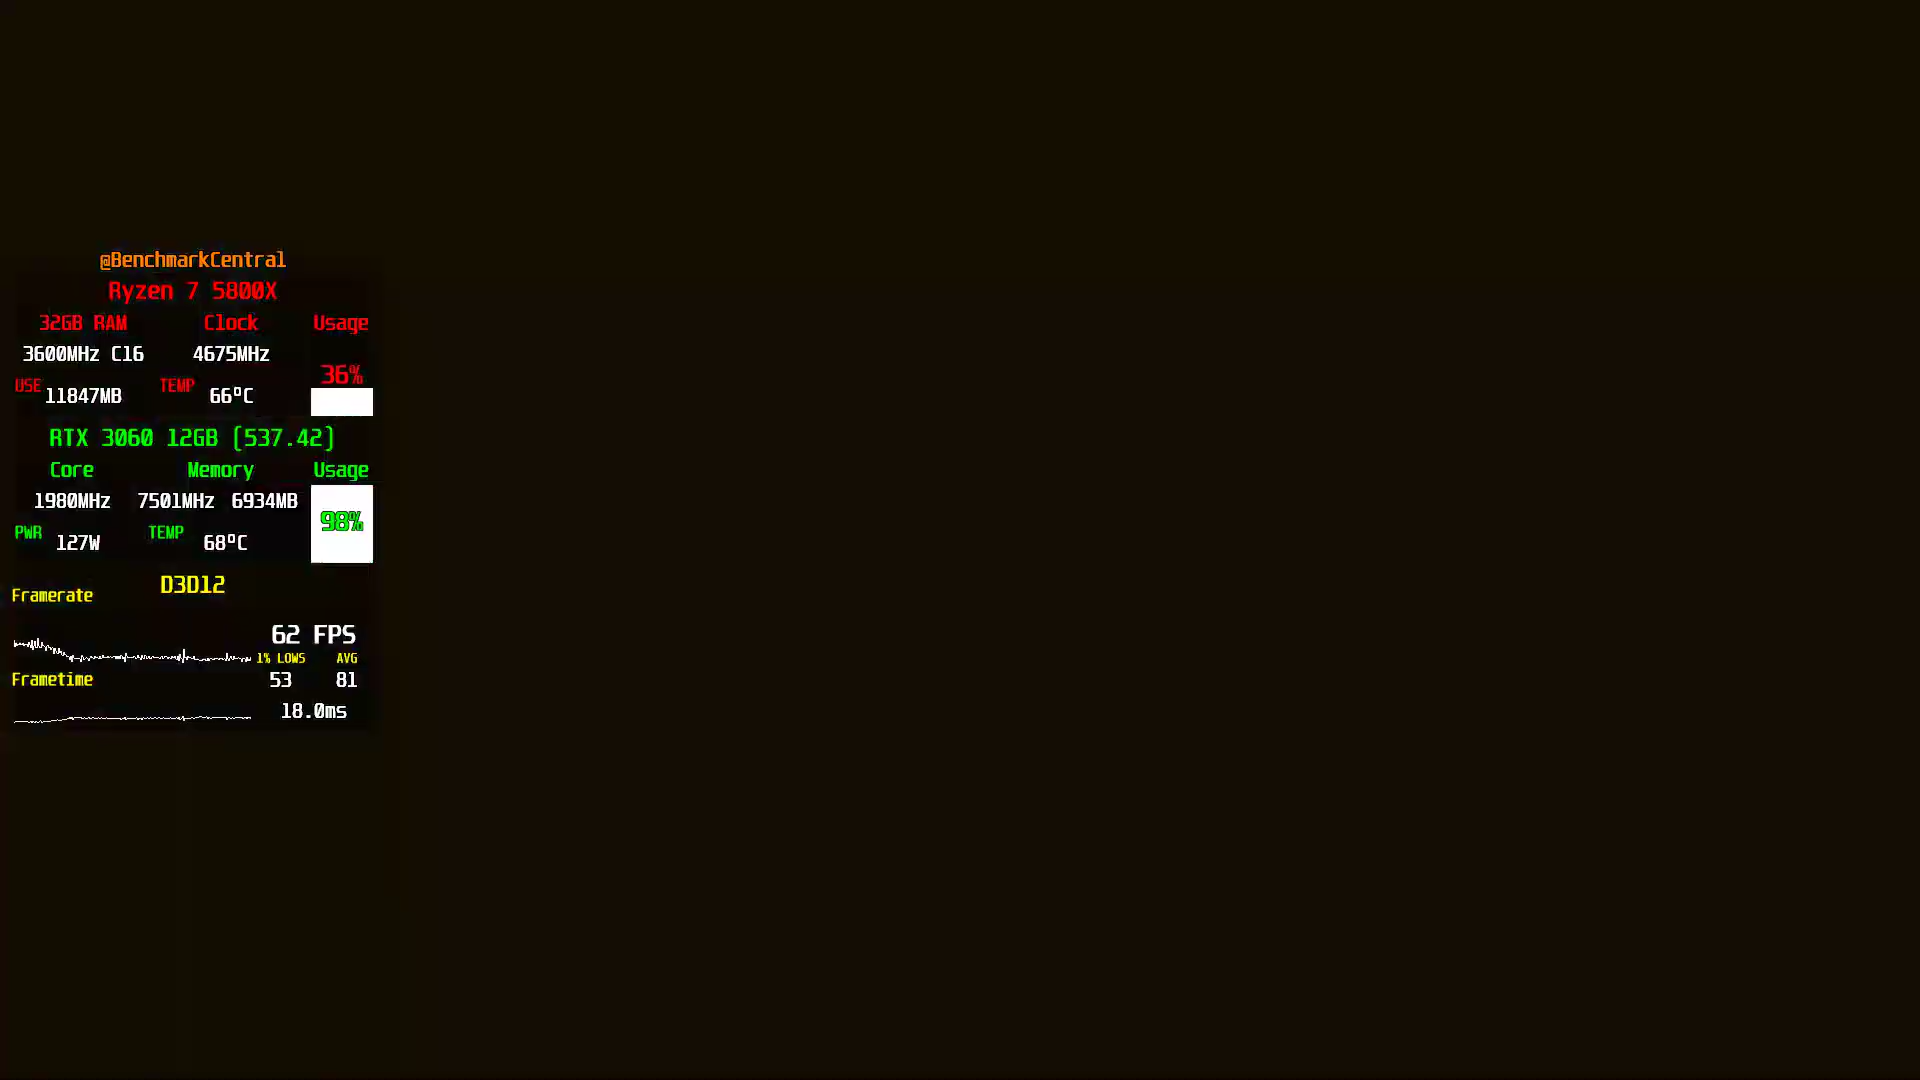 @BenchmarkCentral
Ryzen 7 5800X
32GB RAM Clock Usage
3600MHz C16 4675MHz
36%
USE 11847MB TEMP 66°C
RTX 3060 12GB [537.42]
Core Memory Usage
1980MHz 7501MHz 6934MB
98%
PWR 127W TEMP 68°C
D3D12
Framerate
62 FPS
1% LOWS AVG
Frametime 53 81
18.0ms